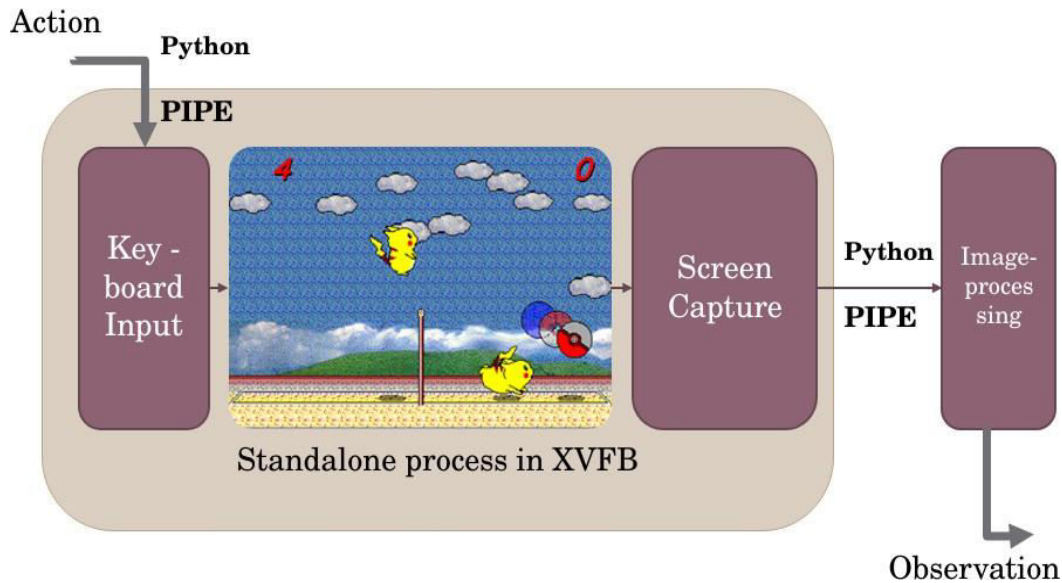 Action
Python
PIPE
Key -
board
Input
4
0
Screen
Capture
Python
PIPE
Image-
proces
sing
Standalone process in XVFB
Observation